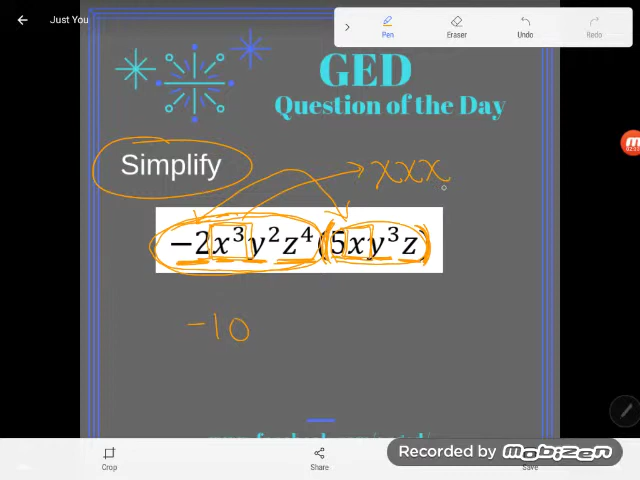 Just You
Pen
Eraser
Undo
Redo
GED
Question of the Day
Simplify
xxx
−2x³y²z⁴(5xy³z)
-10
Crop
Share
Save
Recorded by Mobizen